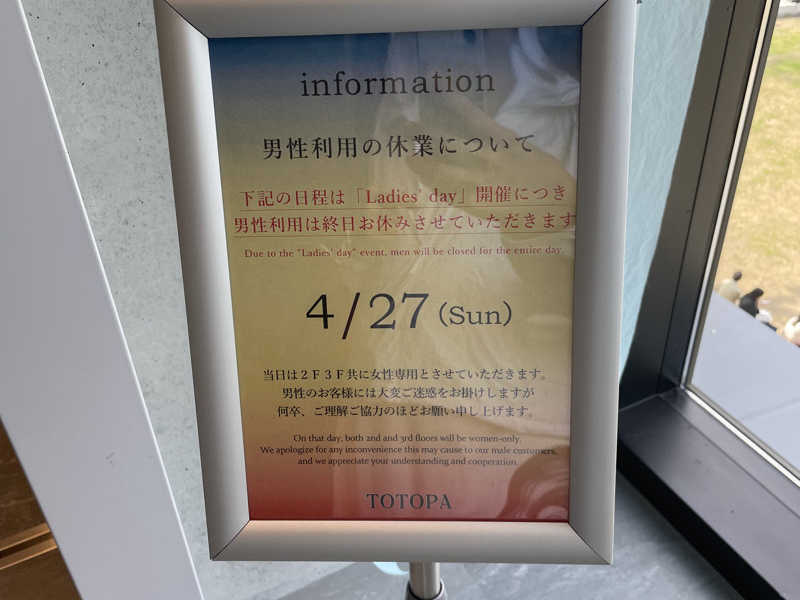 information
男性利用の休業について
下記の日程は「Ladies' day」開催につき
男性利用は終日お休みさせていただきます
Due to the "Ladies' day" event, men will be closed for the entire day.
4/27(Sun)
当日は2F3F共に女性専用とさせていただきます。
男性のお客様には大変ご迷惑をお掛けしますが
何卒、ご理解ご協力のほどお願い申し上げます。
On that day, both 2nd and 3rd floors will be women-only.
We apologize for any inconvenience this may cause to our male customers,
and we appreciate your understanding and cooperation.
TOTOPA